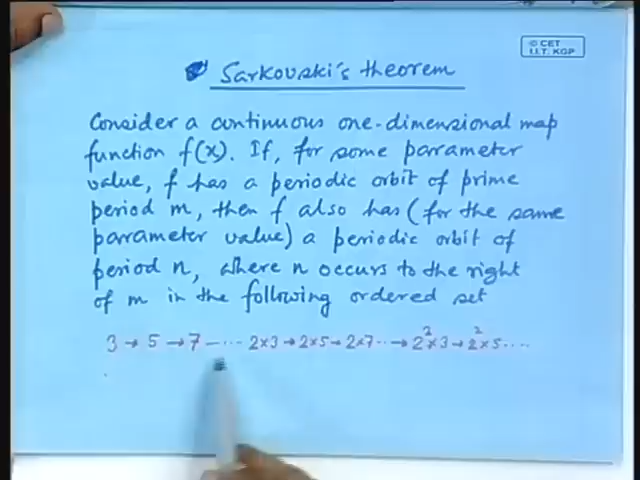 © CET
I.I.T. KGP
Sarkovski's theorem
Consider a continuous one-dimensional map
function f(x). If, for some parrameter
value, f has a periodic orbit of prime
period m, then f also has (for the same
parrameter value) a periodic orbit of
period n, where n occurs to the right
of m in the following ordered set
3 → 5 → 7 —··· 2×3 → 2×5 → 2×7 ··→ 2²×3 → 2²×5 ····